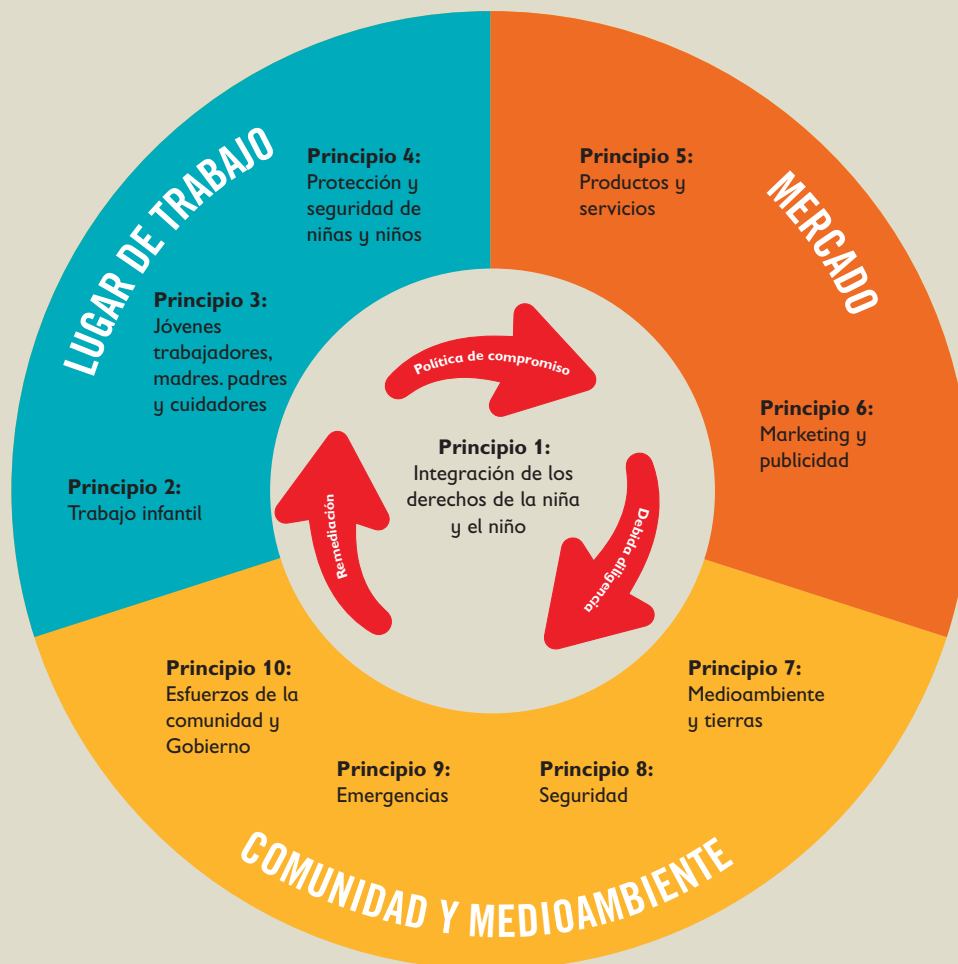 LUGAR DE TRABAJO
Principio 4:
Protección y
seguridad de
niñas y niños
Principio 3:
Jóvenes
trabajadores,
madres. padres
y cuidadores
Principio 2:
Trabajo infantil
MERCADO
Principio 5:
Productos y
servicios
Principio 6:
Marketing y
publicidad
Política de compromiso
Principio 1:
Integración de los
derechos de la niña
y el niño
Debida diligencia
Remediación
Principio 7:
Medioambiente
y tierras
Principio 8:
Seguridad
Principio 9:
Emergencias
Principio 10:
Esfuerzos de la
comunidad y
Gobierno
COMUNIDAD Y MEDIOAMBIENTE